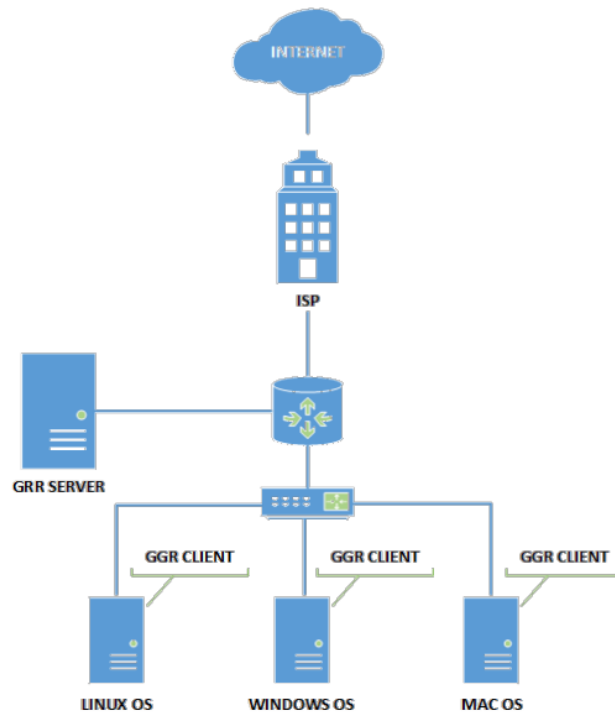 INTERNET
ISP
GRR SERVER
GGR CLIENT
GGR CLIENT
GGR CLIENT
LINUX OS
WINDOWS OS
MAC OS